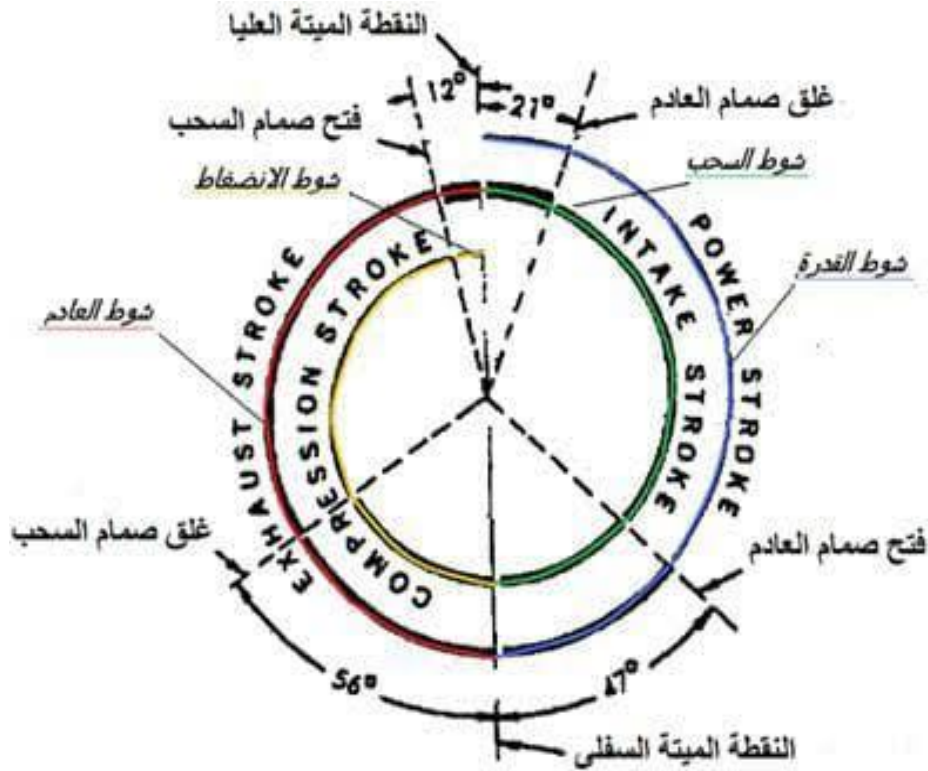 النقطة الميتة العليا
12°
21°
غلق صمام العادم
فتح صمام السحب
شوط السحب
شوط الانضغاط
POWER STROKE
INTAKE STROKE
شوط القدرة
COMPRESSION STROKE
EXHAUST STROKE
شوط العادم
غلق صمام السحب
فتح صمام العادم
56°
47°
النقطة الميتة السفلى